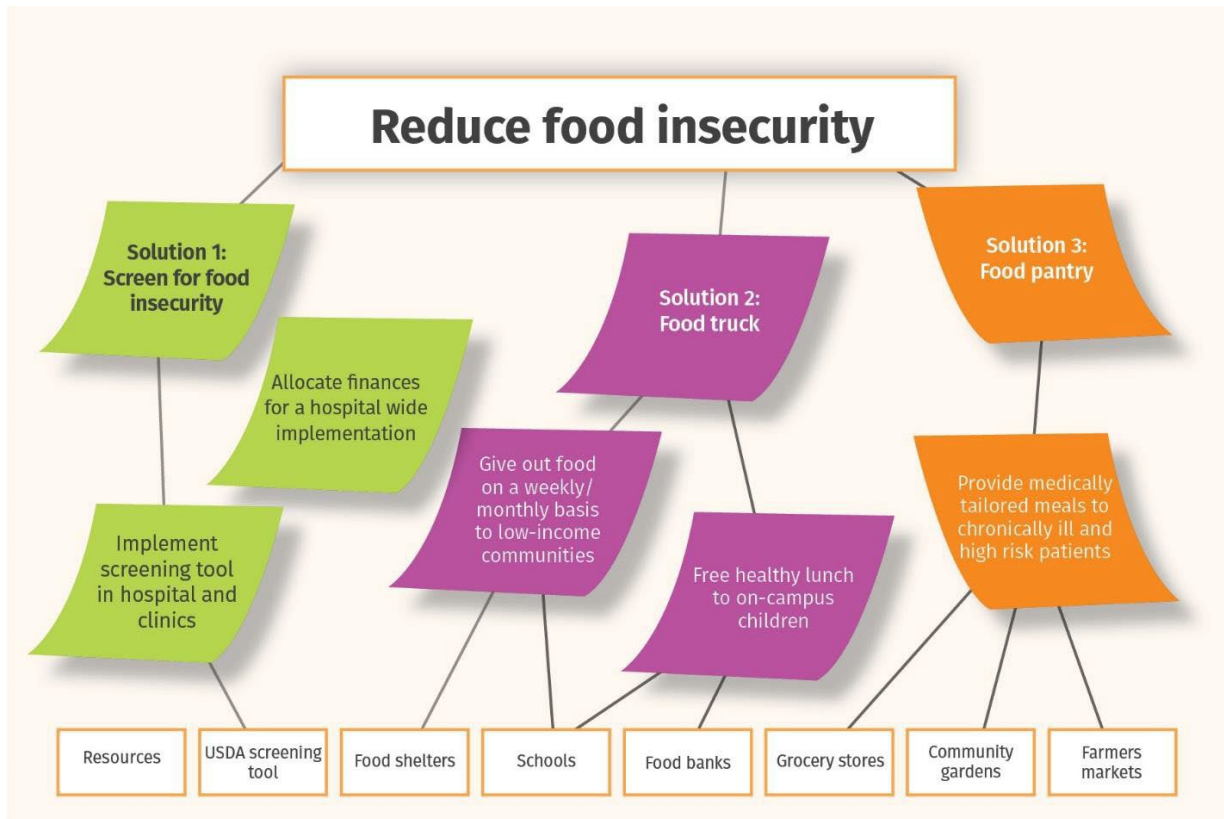 Reduce food insecurity
Solution 1:
Screen for food
insecurity
Allocate finances
for a hospital wide
implementation
Implement
screening tool
in hospital and
clinics
Solution 2:
Food truck
Give out food
on a weekly/
monthly basis
to low-income
communities
Free healthy lunch
to on-campus
children
Solution 3:
Food pantry
Provide medically
tailored meals to
chronically ill and
high risk patients
Resources
USDA screening
tool
Food shelters
Schools
Food banks
Grocery stores
Community
gardens
Farmers
markets